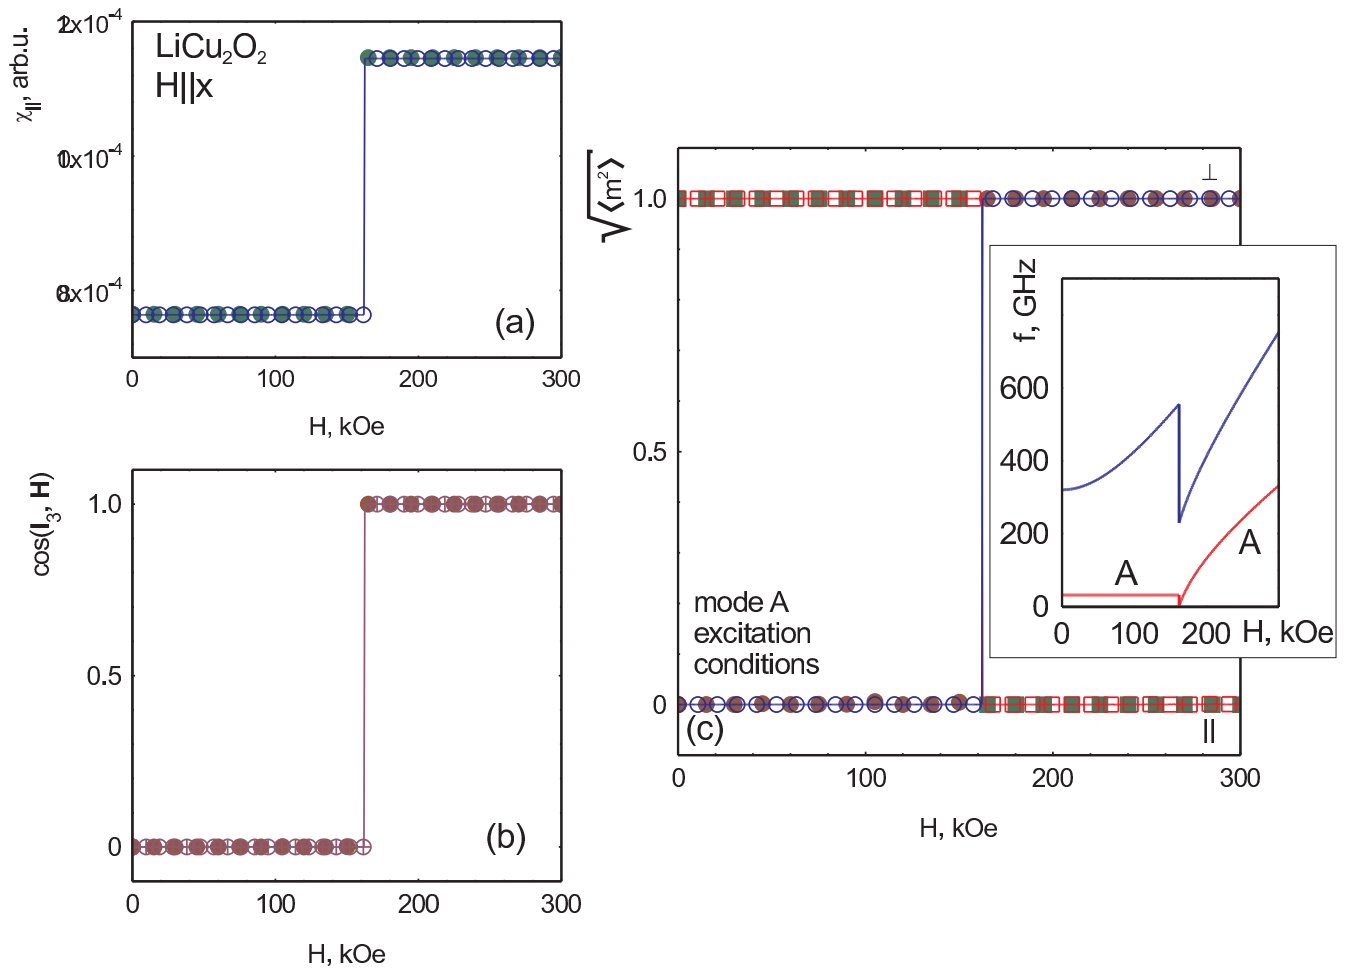 χ||, arb.u.
1x10-4
1x10-4
8x10-4
LiCu2O2
H||x
(a)
0 100 200 300
H, kOe
cos(l3, H)
1.0
0.5
0
(b)
0 100 200 300
H, kOe
√⟨m2⟩
1.0
0.5
0
⊥
mode A
excitation
conditions
(c)
||
0 100 200 300
H, kOe
f, GHz
600
400
200
0
A
A
0 100 200 H, kOe